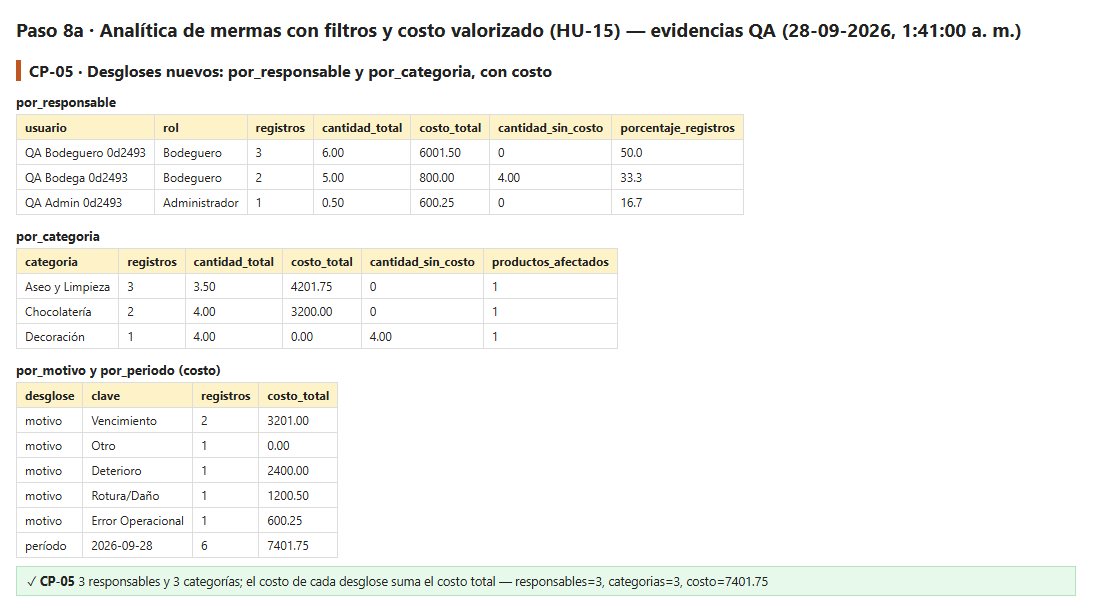 Paso 8a · Analítica de mermas con filtros y costo valorizado (HU-15) — evidencias QA (28-09-2026, 1:41:00 a. m.)
CP-05 · Desgloses nuevos: por_responsable y por_categoria, con costo
por_responsable
usuario rol registros cantidad_total costo_total cantidad_sin_costo porcentaje_registros
QA Bodeguero 0d2493 Bodeguero 3 6.00 6001.50 0 50.0
QA Bodega 0d2493 Bodeguero 2 5.00 800.00 4.00 33.3
QA Admin 0d2493 Administrador 1 0.50 600.25 0 16.7
por_categoria
categoria registros cantidad_total costo_total cantidad_sin_costo productos_afectados
Aseo y Limpieza 3 3.50 4201.75 0 1
Chocolatería 2 4.00 3200.00 0 1
Decoración 1 4.00 0.00 4.00 1
por_motivo y por_periodo (costo)
desglose clave registros costo_total
motivo Vencimiento 2 3201.00
motivo Otro 1 0.00
motivo Deterioro 1 2400.00
motivo Rotura/Daño 1 1200.50
motivo Error Operacional 1 600.25
período 2026-09-28 6 7401.75
✓ CP-05 3 responsables y 3 categorías; el costo de cada desglose suma el costo total — responsables=3, categorias=3, costo=7401.75